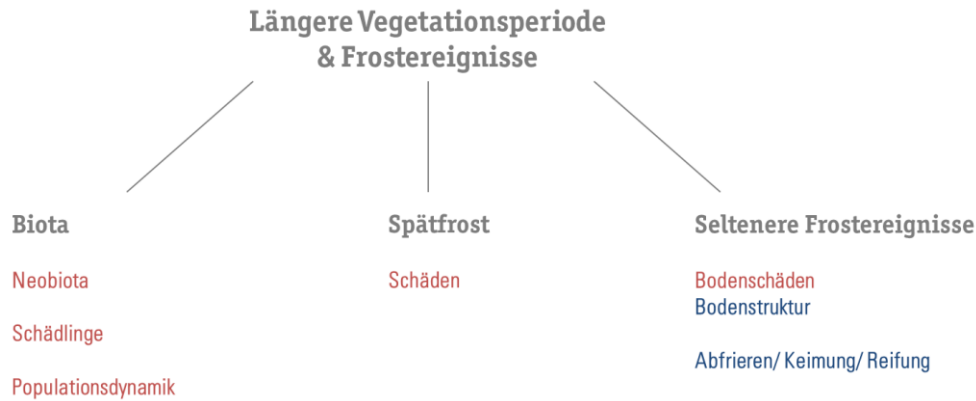 Längere Vegetationsperiode
& Frostereignisse
Biota
Neobiota
Schädlinge
Populationsdynamik
Spätfrost
Schäden
Seltenere Frostereignisse
Bodenschäden
Bodenstruktur
Abfrieren/ Keimung/ Reifung